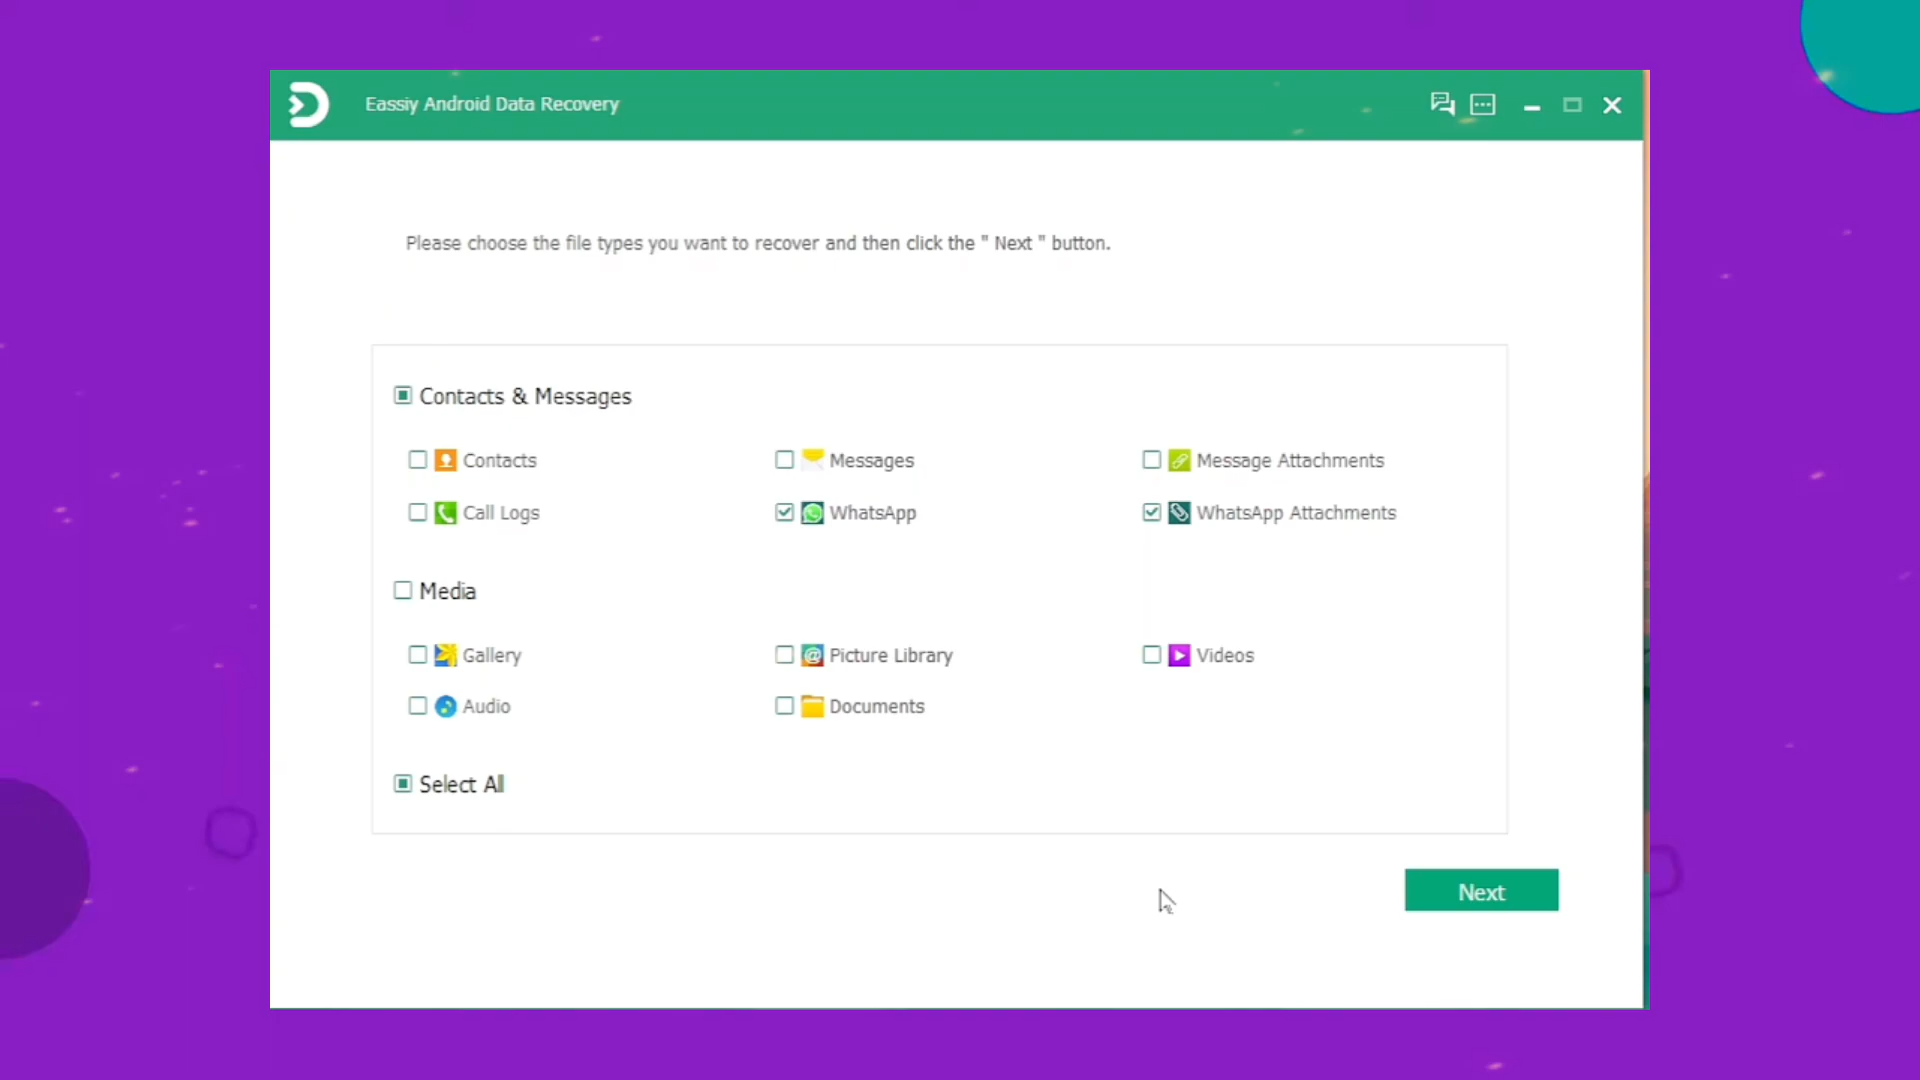 Eassiy Android Data Recovery
Please choose the file types you want to recover and then click the " Next " button.
Contacts & Messages
Contacts Messages Message Attachments
Call Logs WhatsApp WhatsApp Attachments
Media
Gallery Picture Library Videos
Audio Documents
Select All
Next